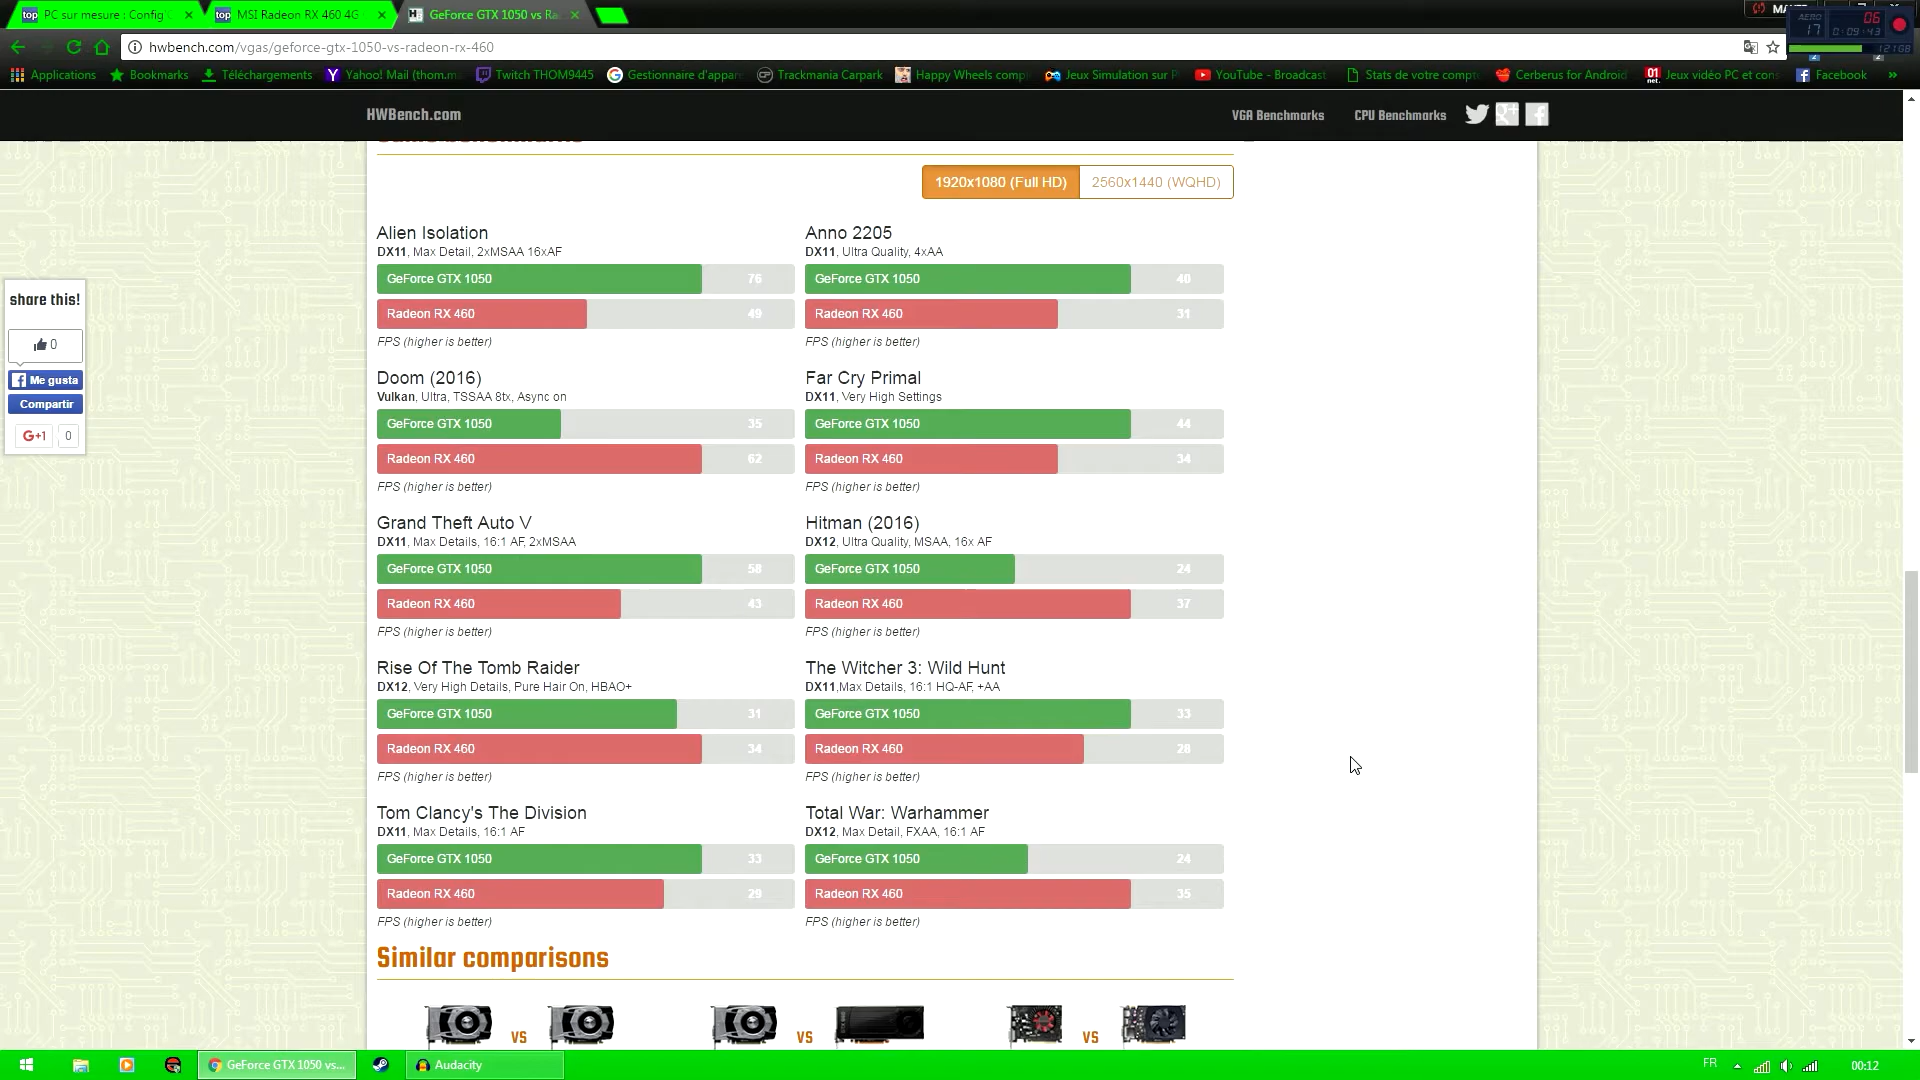 PC sur mesure : Config
MSI Radeon RX 460 4G
GeForce GTX 1050 vs Ra
AERO
17
06
0:09:43
121GB
hwbench.com/vgas/geforce-gtx-1050-vs-radeon-rx-460
Applications
Bookmarks
Téléchargements
Yahoo! Mail (thom.m
Twitch THOM9445
Gestionnaire d'appar
Trackmania Carpark
Happy Wheels comp
Jeux Simulation sur P
YouTube - Broadcast
Stats de votre compt
Cerberus for Android
01 net.
Jeux vidéo PC et cons
Facebook
»
HWBench.com
VGA Benchmarks
CPU Benchmarks
1920x1080 (Full HD)
2560x1440 (WQHD)
share this!
0
Me gusta
Compartir
G+1
0
Alien Isolation
DX11, Max Detail, 2xMSAA 16xAF
GeForce GTX 1050 76
Radeon RX 460 49
FPS (higher is better)
Anno 2205
DX11, Ultra Quality, 4xAA
GeForce GTX 1050 40
Radeon RX 460 31
FPS (higher is better)
Doom (2016)
Vulkan, Ultra, TSSAA 8tx, Async on
GeForce GTX 1050 35
Radeon RX 460 62
FPS (higher is better)
Far Cry Primal
DX11, Very High Settings
GeForce GTX 1050 44
Radeon RX 460 34
FPS (higher is better)
Grand Theft Auto V
DX11, Max Details, 16:1 AF, 2xMSAA
GeForce GTX 1050 58
Radeon RX 460 43
FPS (higher is better)
Hitman (2016)
DX12, Ultra Quality, MSAA, 16x AF
GeForce GTX 1050 24
Radeon RX 460 37
FPS (higher is better)
Rise Of The Tomb Raider
DX12, Very High Details, Pure Hair On, HBAO+
GeForce GTX 1050 31
Radeon RX 460 34
FPS (higher is better)
The Witcher 3: Wild Hunt
DX11,Max Details, 16:1 HQ-AF, +AA
GeForce GTX 1050 33
Radeon RX 460 28
FPS (higher is better)
Tom Clancy's The Division
DX11, Max Details, 16:1 AF
GeForce GTX 1050 33
Radeon RX 460 29
FPS (higher is better)
Total War: Warhammer
DX12, Max Detail, FXAA, 16:1 AF
GeForce GTX 1050 24
Radeon RX 460 35
FPS (higher is better)
Similar comparisons
VS
VS
VS
GeForce GTX 1050 vs...
Audacity
FR
00:12